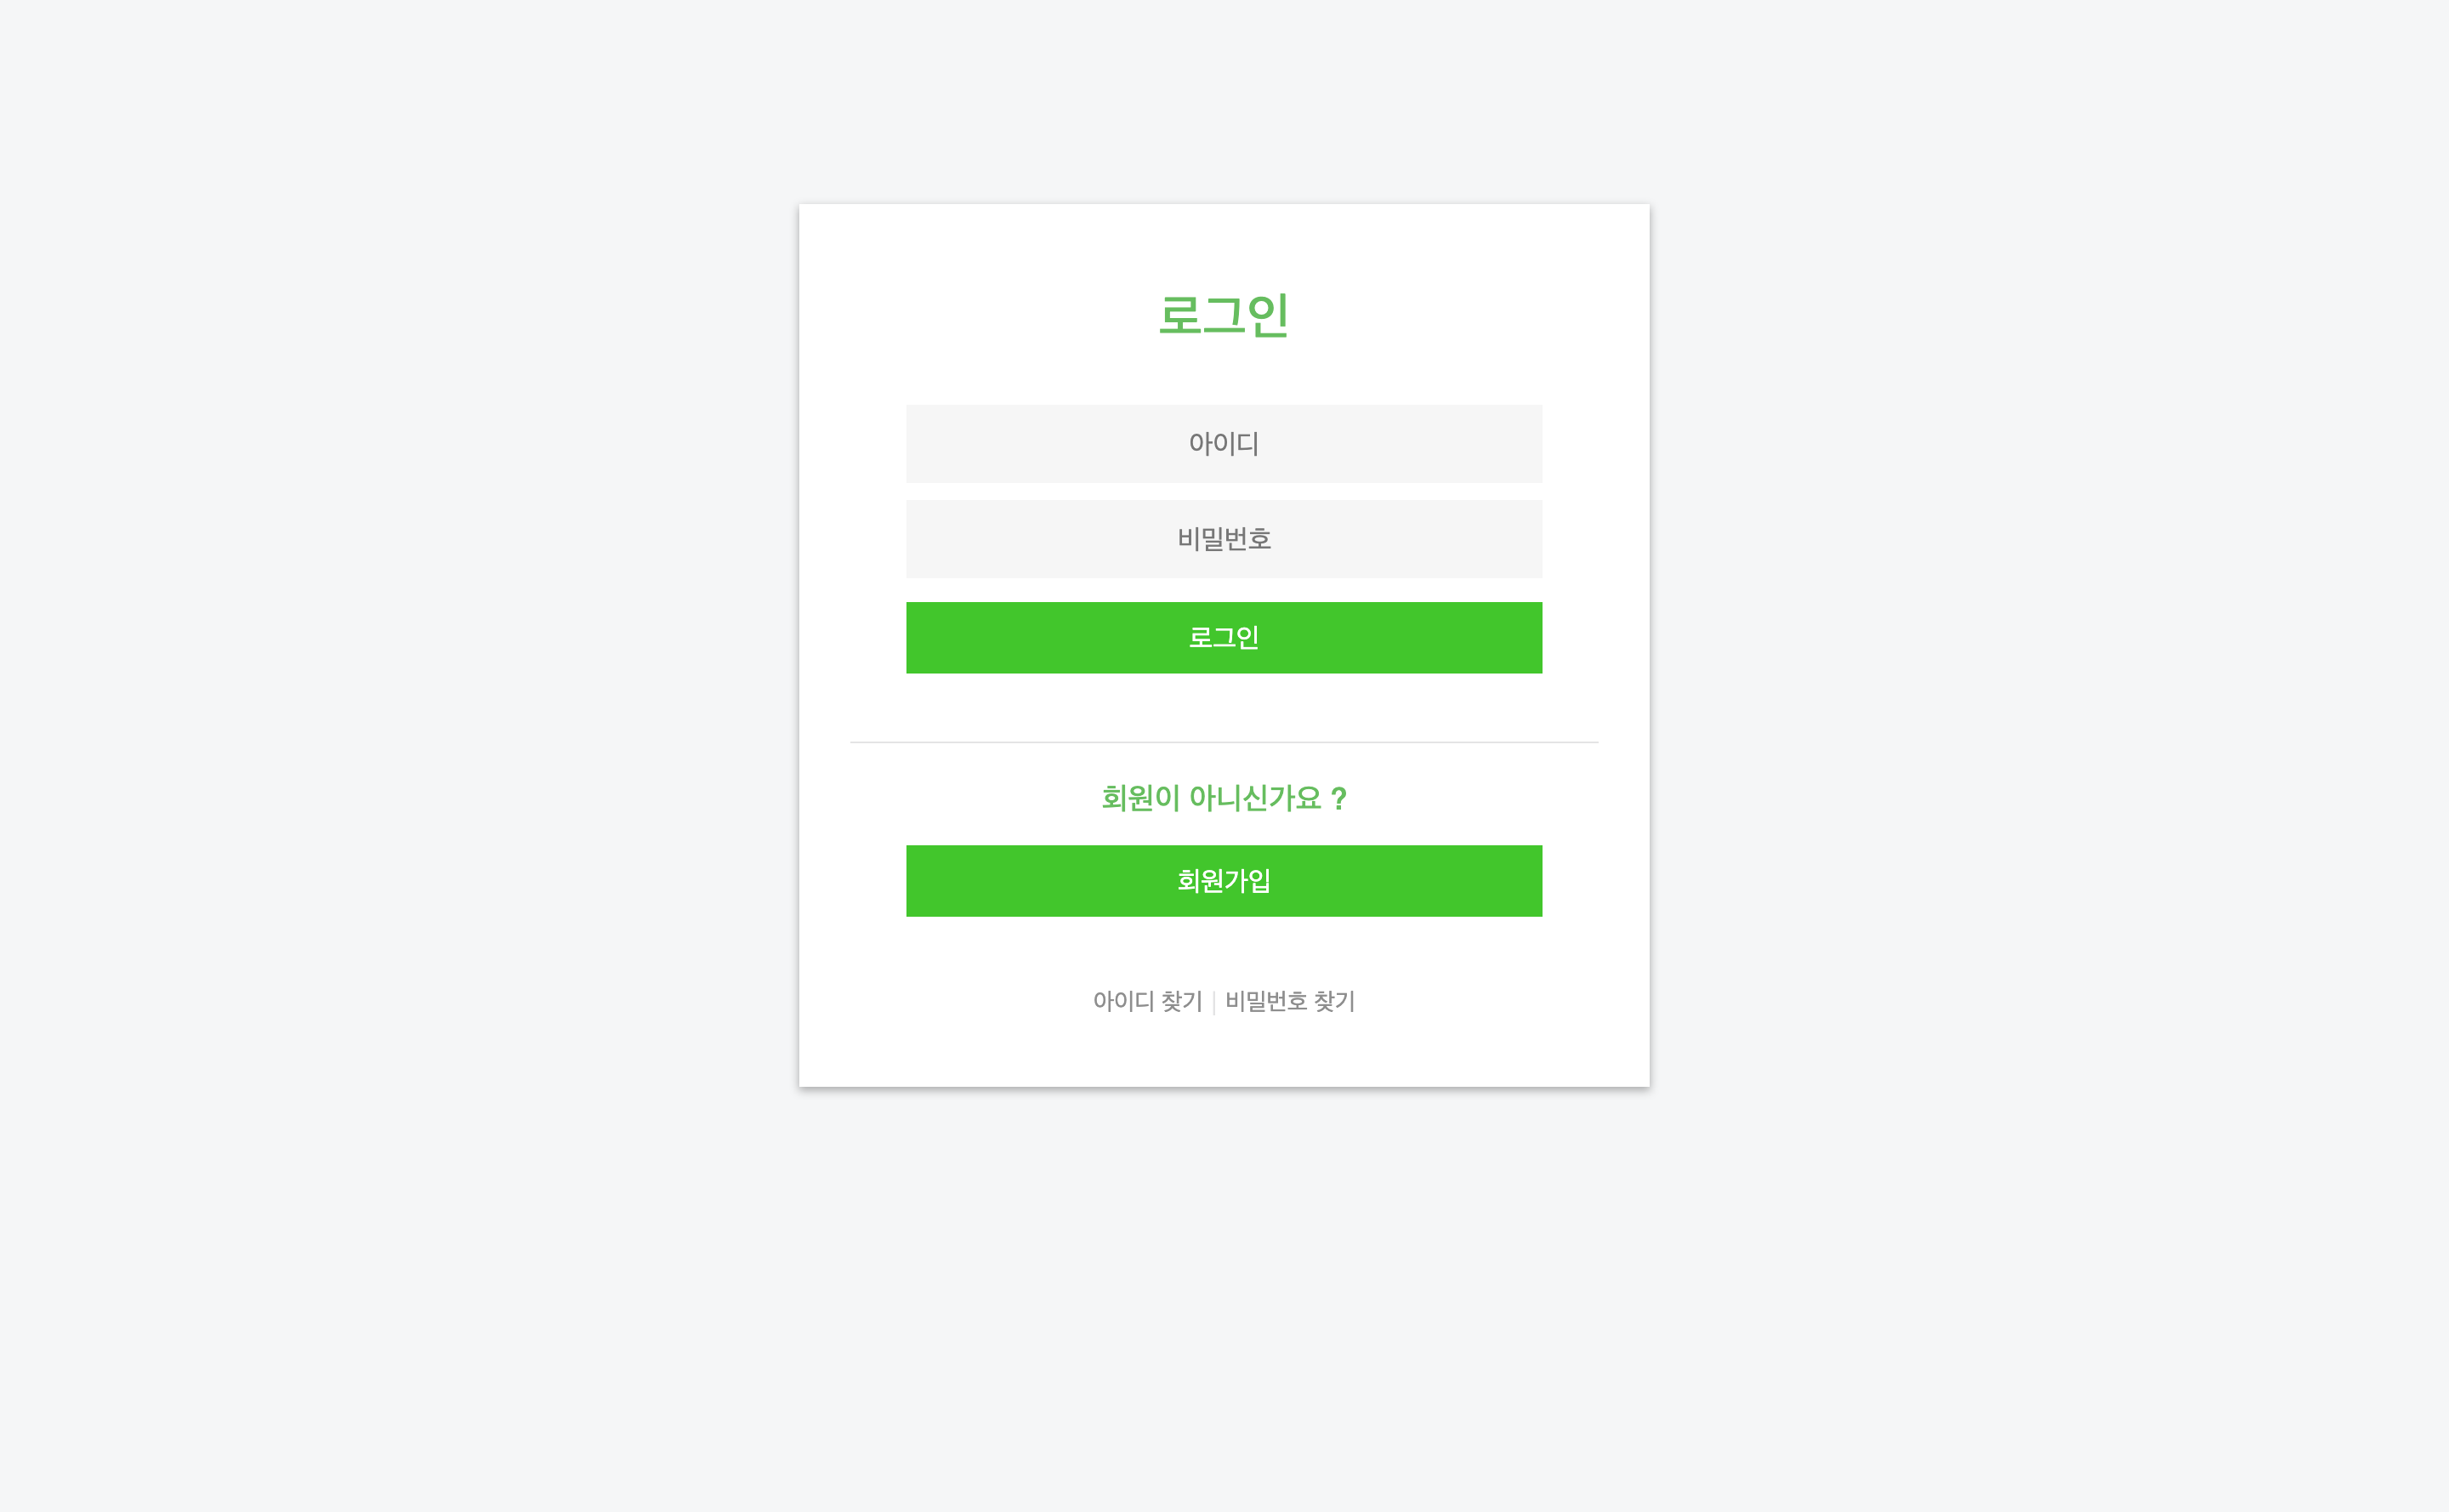 로그인
아이디
비밀번호
로그인
회원이 아니신가요 ?
회원가입
아이디 찾기 | 비밀번호 찾기